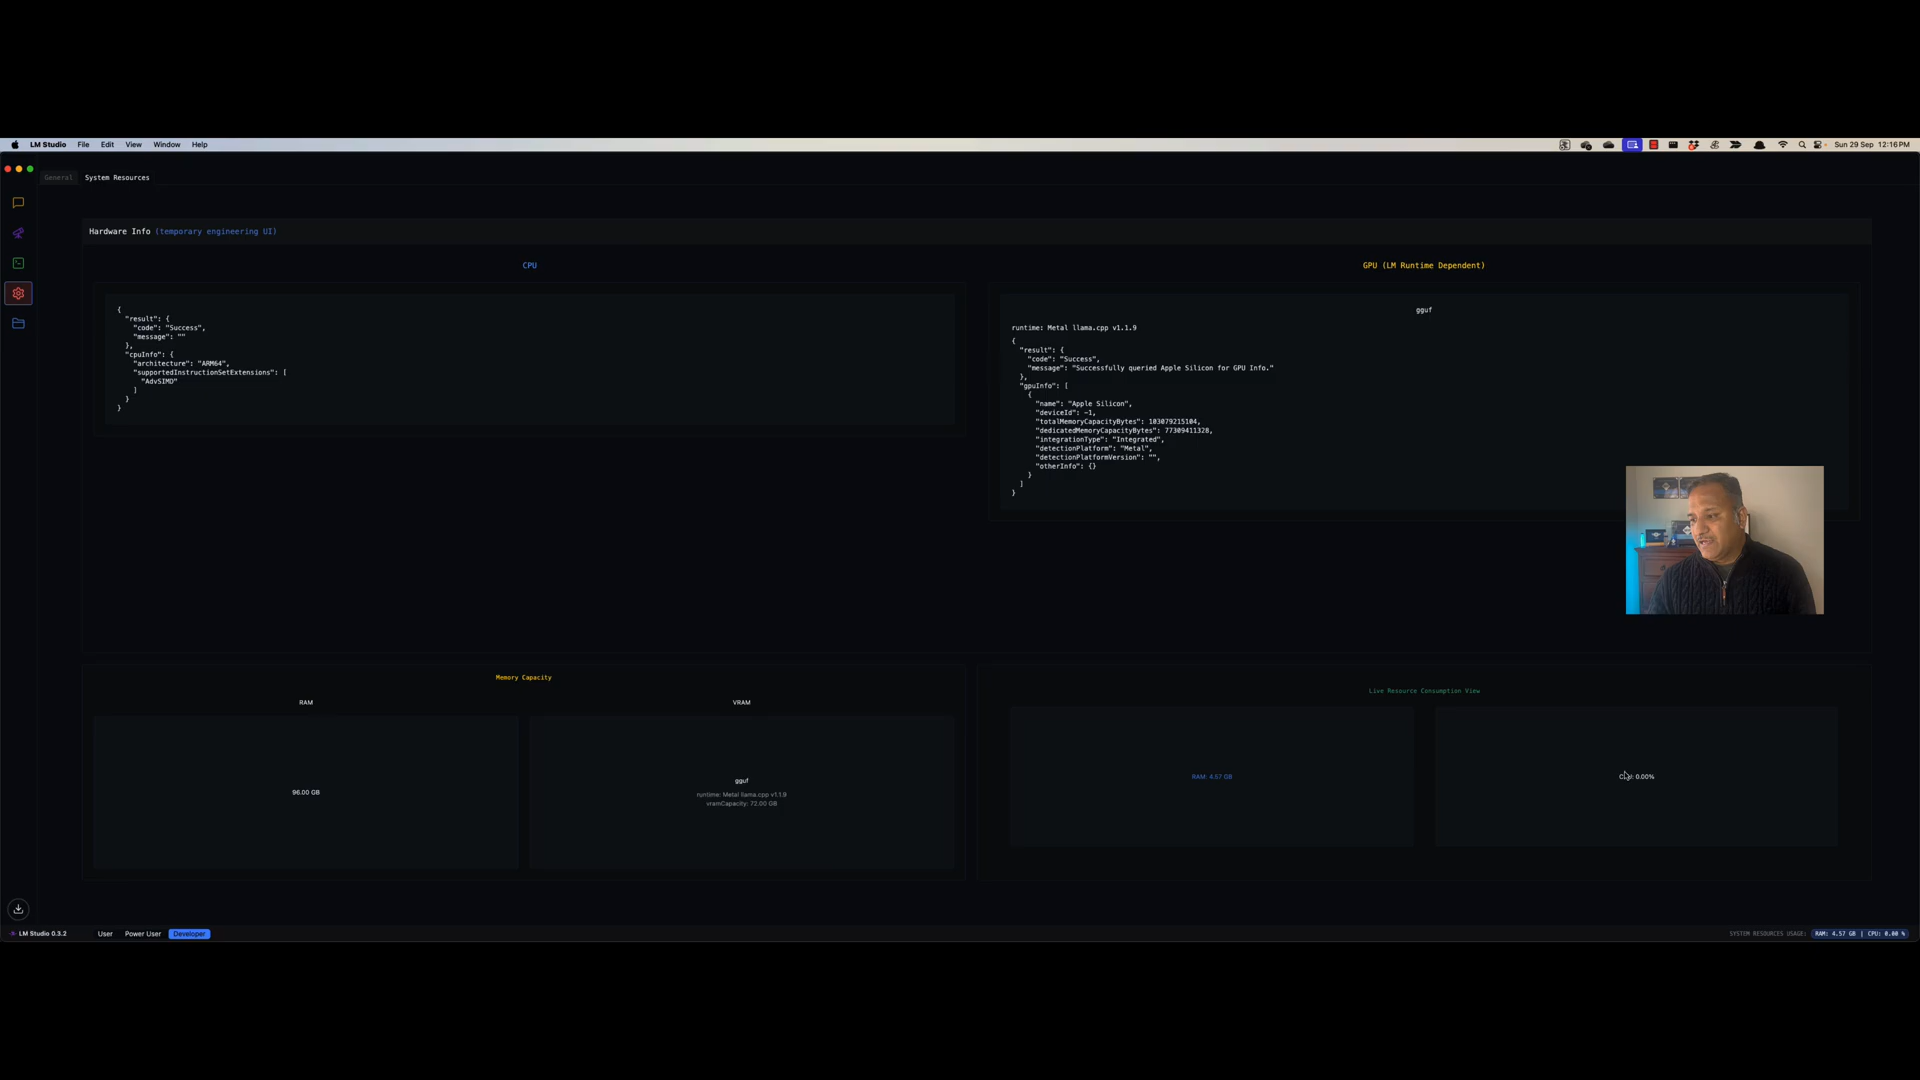 LM Studio File Edit View Window Help
Sun 29 Sep 12:16 PM
General System Resources
Hardware Info (temporary engineering UI)
CPU
{
"result": {
"code": "Success",
"message": ""
},
"cpuInfo": {
"architecture": "ARM64",
"supportedInstructionSetExtensions": [
"AdvSIMD"
]
}
}
GPU (LM Runtime Dependent)
gguf
runtime: Metal llama.cpp v1.1.9
{
"result": {
"code": "Success",
"message": "Successfully queried Apple Silicon for GPU Info."
},
"gpuInfo": [
{
"name": "Apple Silicon",
"deviceId": -1,
"totalMemoryCapacityBytes": 103079215104,
"dedicatedMemoryCapacityBytes": 77309411328,
"integrationType": "Integrated",
"detectionPlatform": "Metal",
"detectionPlatformVersion": "",
"otherInfo": {}
}
]
}
Memory Capacity
RAM
96.00 GB
VRAM
gguf
runtime: Metal llama.cpp v1.1.9
vramCapacity: 72.00 GB
Live Resource Consumption View
RAM: 4.57 GB
CPU: 0.00%
LM Studio 0.3.2 User Power User Developer
SYSTEM RESOURCES USAGE: RAM: 4.57 GB | CPU: 0.00 %